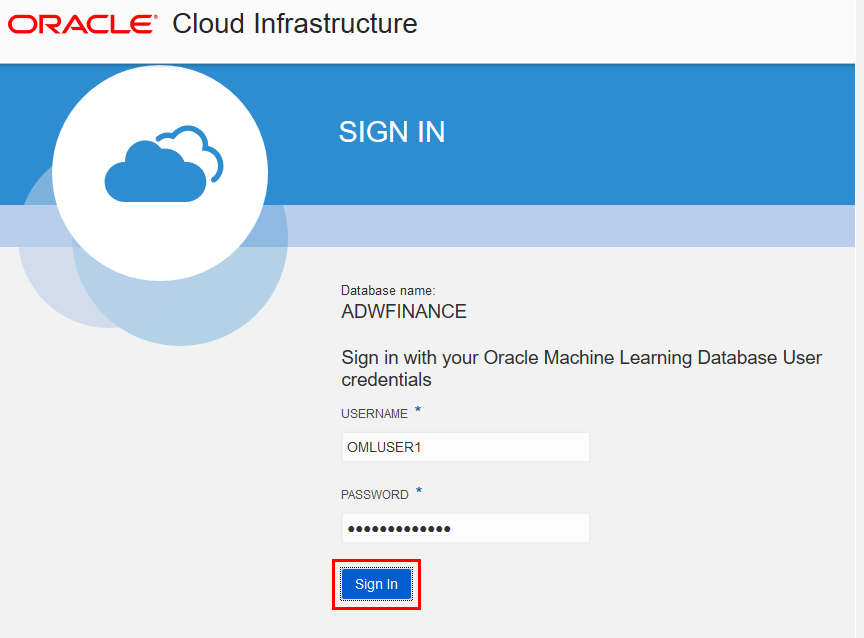 ORACLE® Cloud Infrastructure
SIGN IN
Database name:
ADWFINANCE
Sign in with your Oracle Machine Learning Database User
credentials
USERNAME *
OMLUSER1
PASSWORD *
●●●●●●●●●●●●●
Sign In